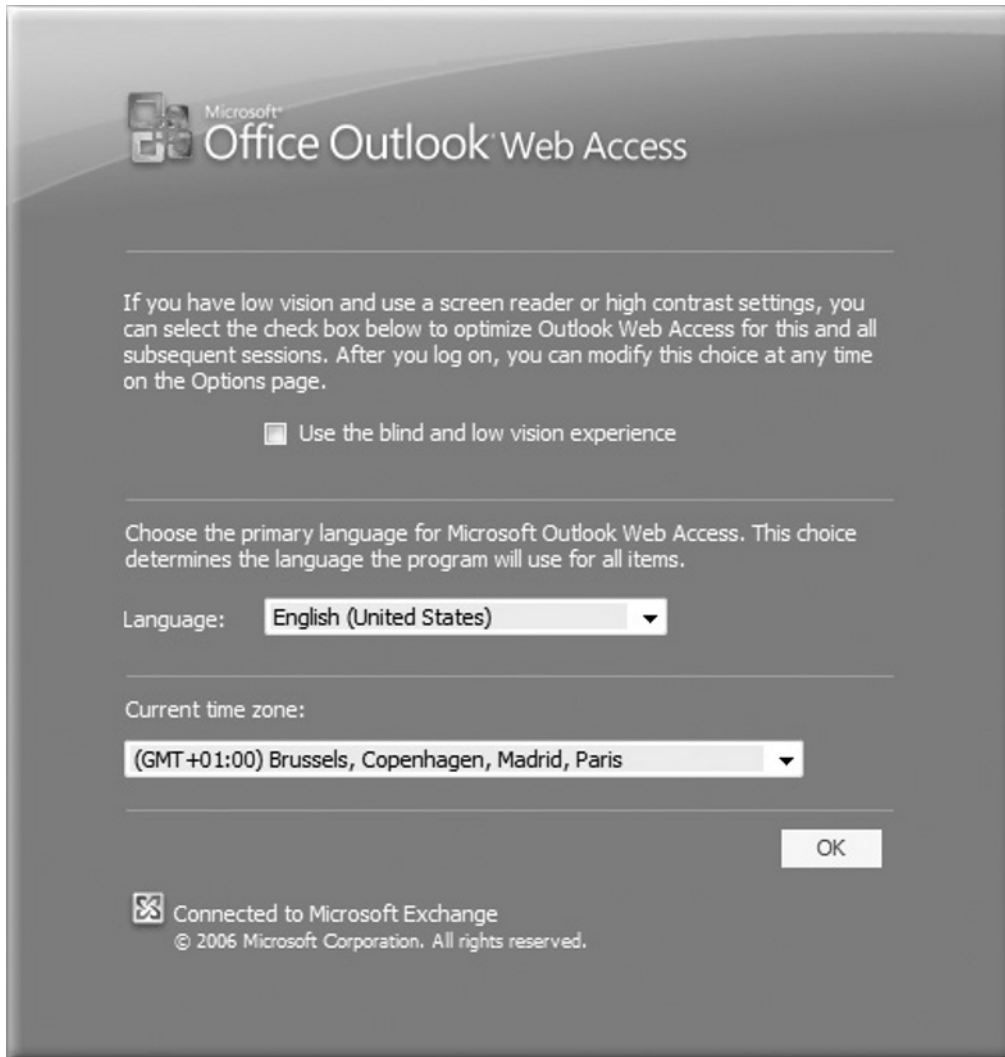 Microsoft®
Office Outlook® Web Access
If you have low vision and use a screen reader or high contrast settings, you
can select the check box below to optimize Outlook Web Access for this and all
subsequent sessions. After you log on, you can modify this choice at any time
on the Options page.
Use the blind and low vision experience
Choose the primary language for Microsoft Outlook Web Access. This choice
determines the language the program will use for all items.
Language: English (United States)
Current time zone:
(GMT+01:00) Brussels, Copenhagen, Madrid, Paris
OK
Connected to Microsoft Exchange
© 2006 Microsoft Corporation. All rights reserved.